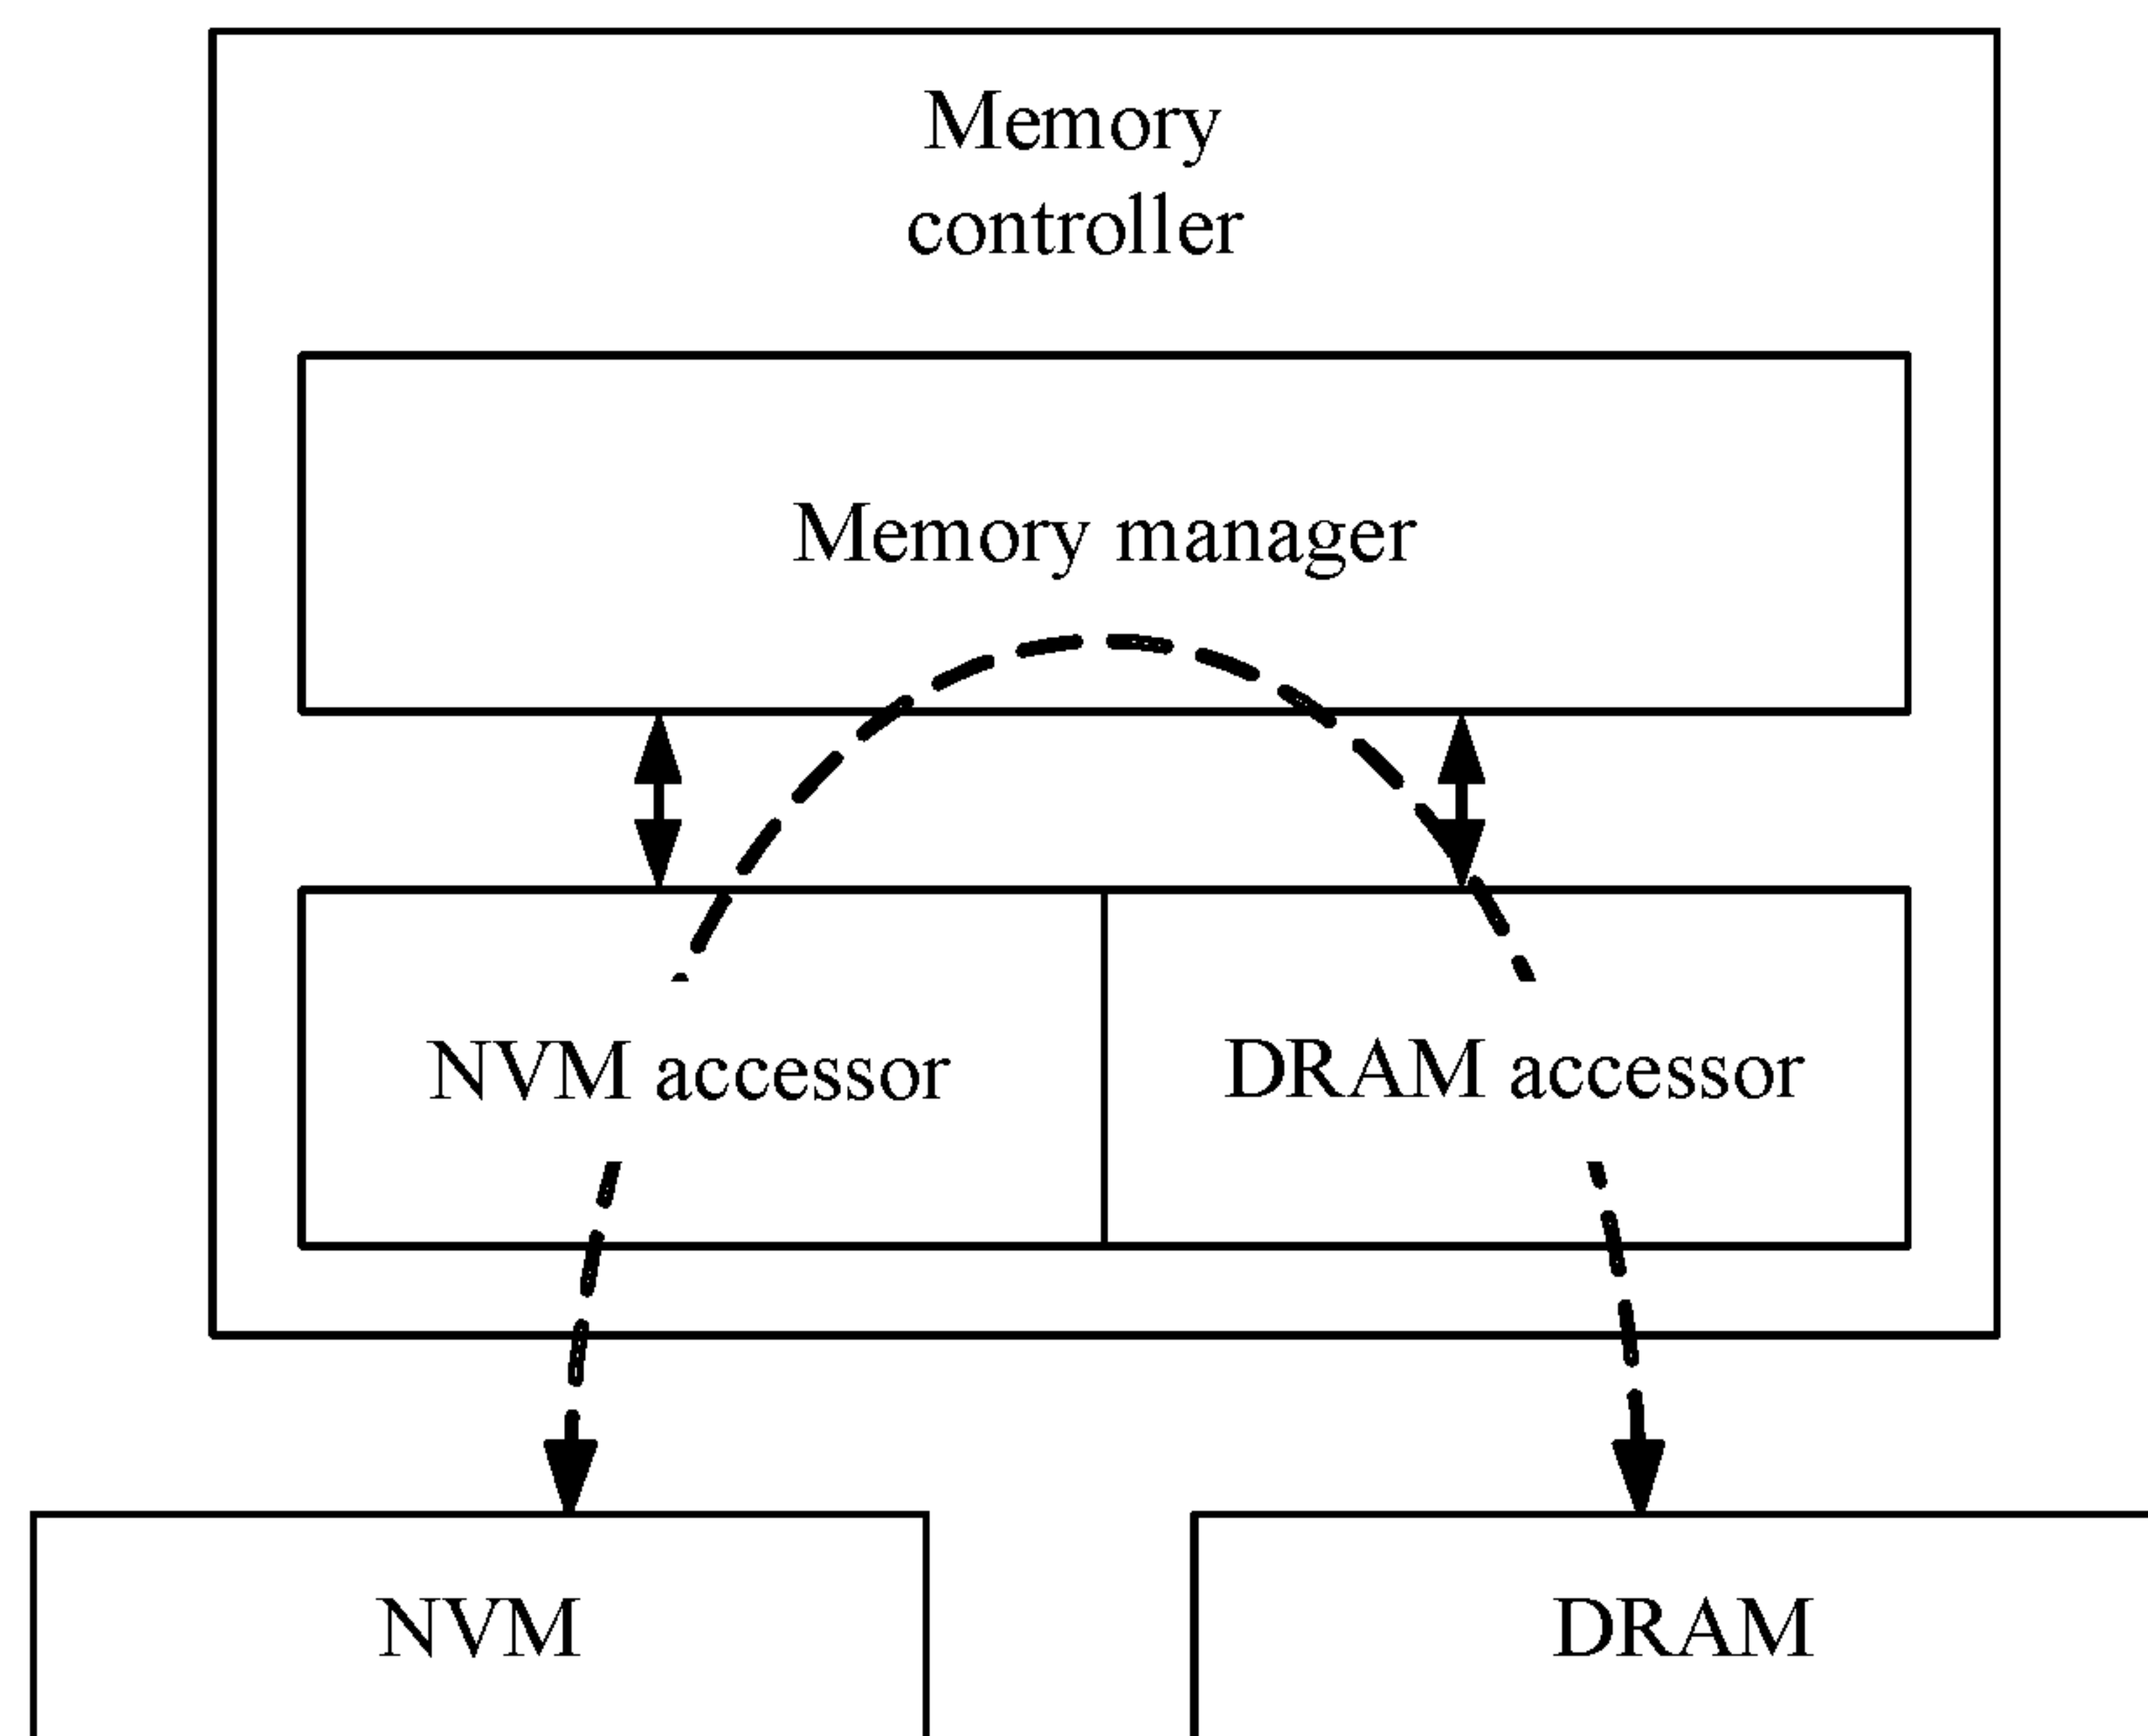 Memory
controller
Memory manager
NVM accessor
DRAM accessor
NVM
DRAM